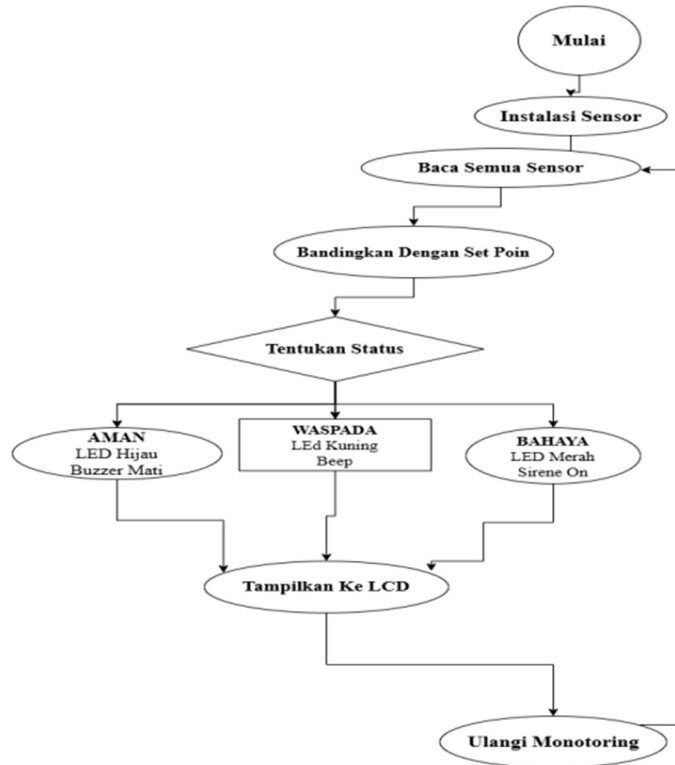 Mulai
Instalasi Sensor
Baca Semua Sensor
Bandingkan Dengan Set Poin
Tentukan Status
AMAN
LED Hijau
Buzzer Mati
WASPADA
LEd Kuning
Beep
BAHAYA
LED Merah
Sirene On
Tampilkan Ke LCD
Ulangi Monotoring